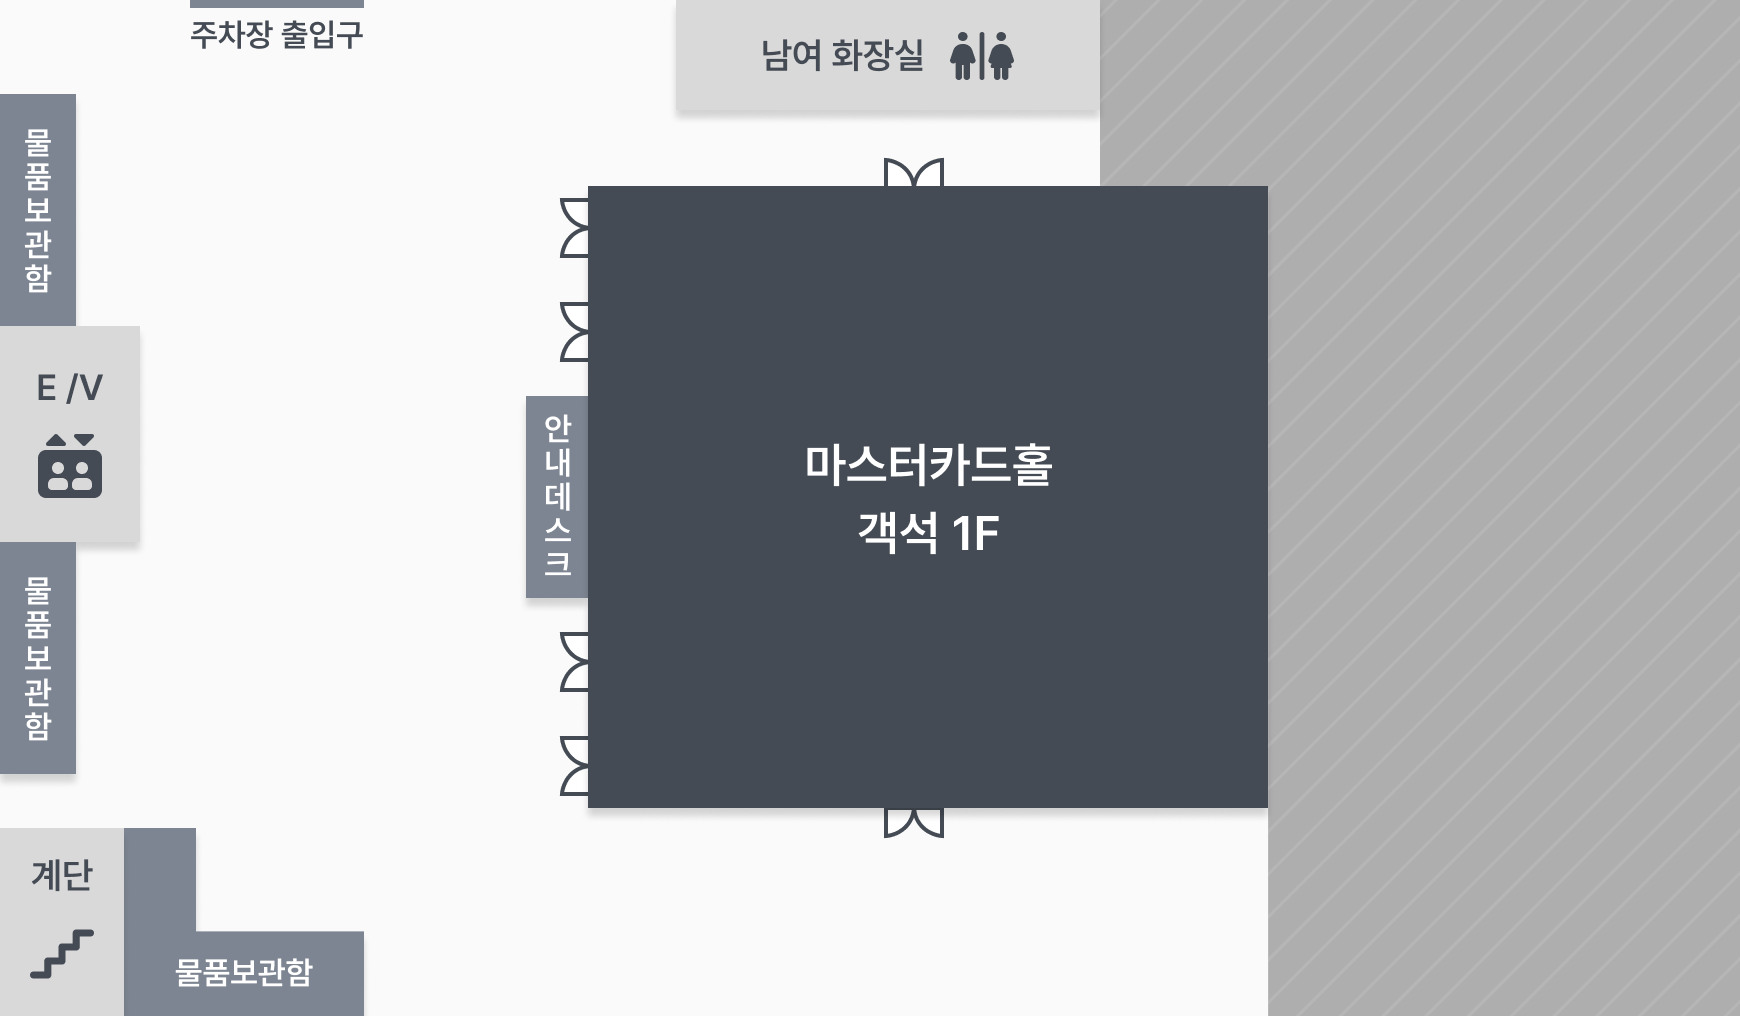 주차장 출입구
남여 화장실
물품보관함
E /V
안내데스크
마스터카드홀
객석 1F
물품보관함
계단
물품보관함